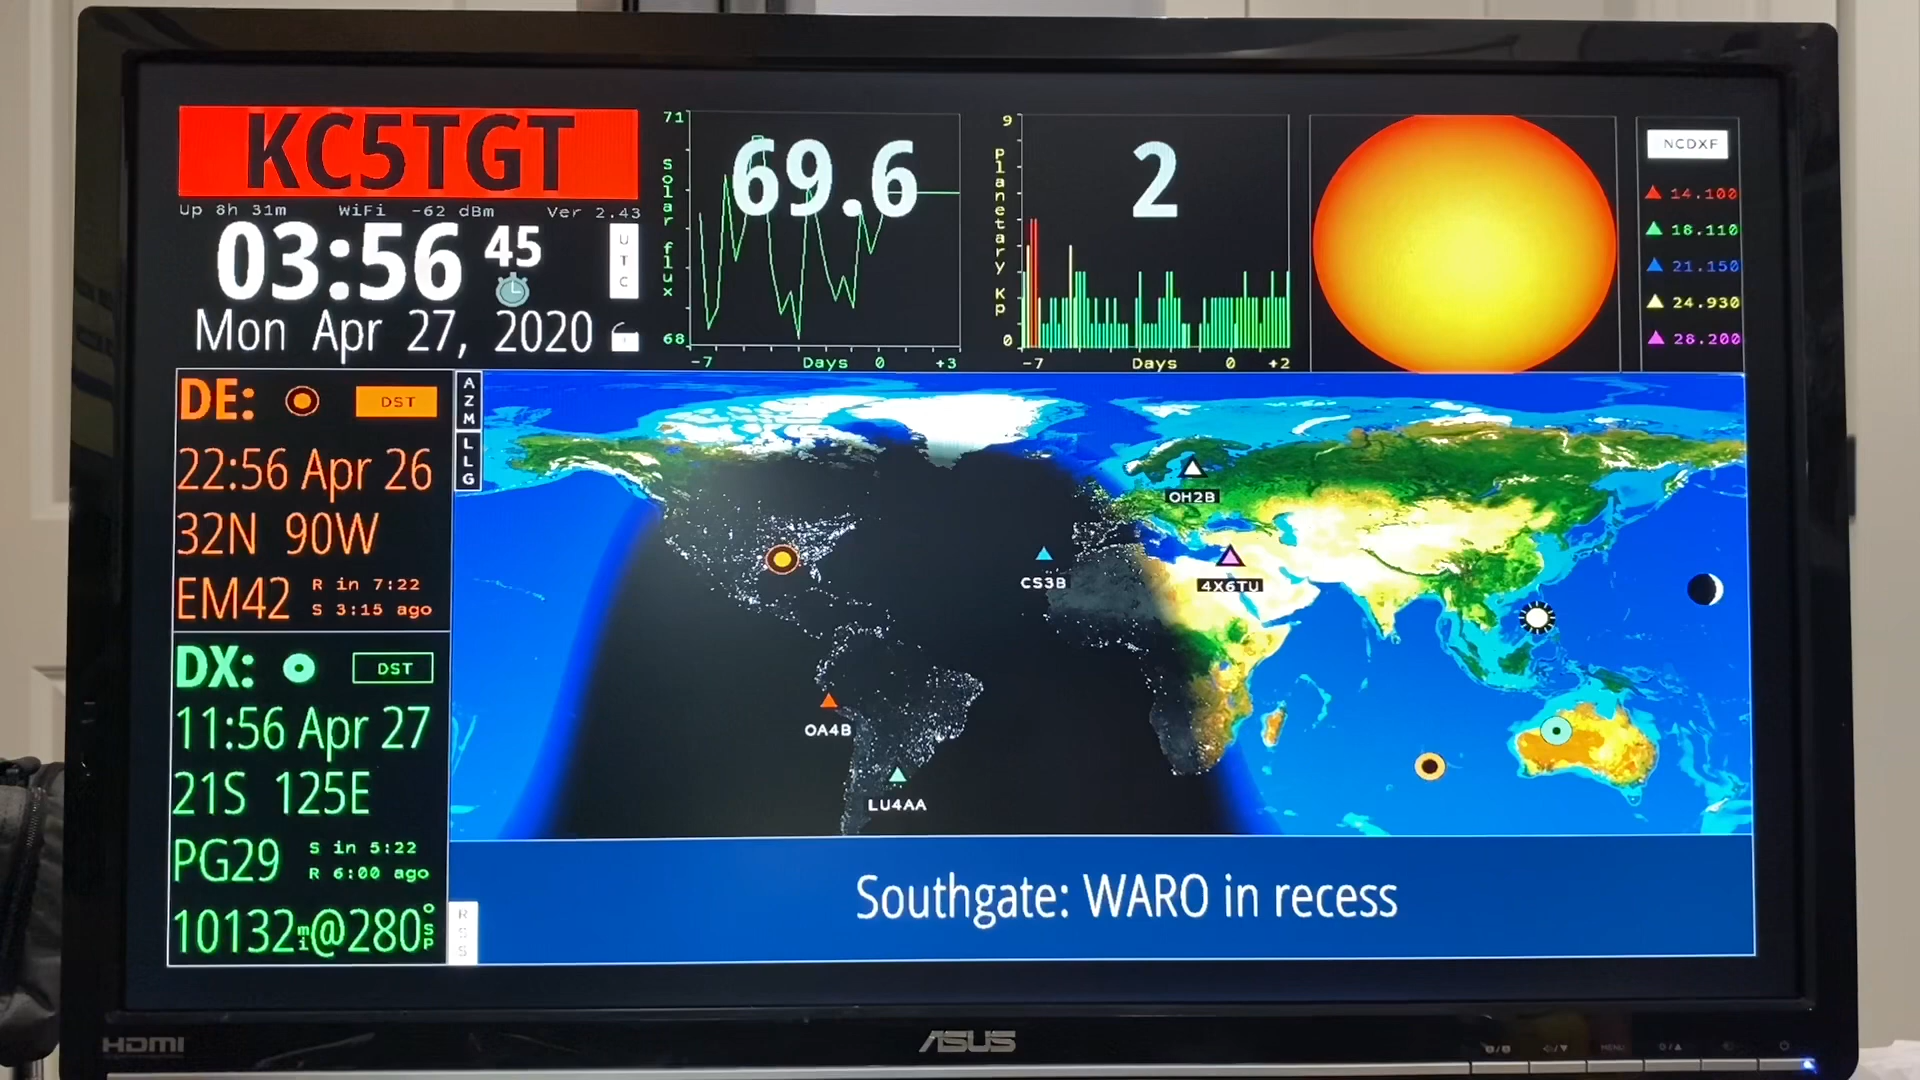 KC5TGT
Up 8h 31m WiFi -62 dBm Ver 2.43
03:56 45
UTC
Mon Apr 27, 2020
71
Solar flux
68
69.6
-7 Days 0 +3
9
Planetary Kp
0
2
-7 Days 0 +2
NCDXF
14.100
18.110
21.150
24.930
28.200
DE: DST
22:56 Apr 26
32N 90W
EM42 R in 7:22
S 3:15 ago
DX: DST
11:56 Apr 27
21S 125E
PG29 S in 5:22
R 6:00 ago
10132mi@280° SP
AZM
LLG
OH2B
CS3B
4X6TU
OA4B
LU4AA
RSS
Southgate: WARO in recess
HDMI
ASUS
MENU